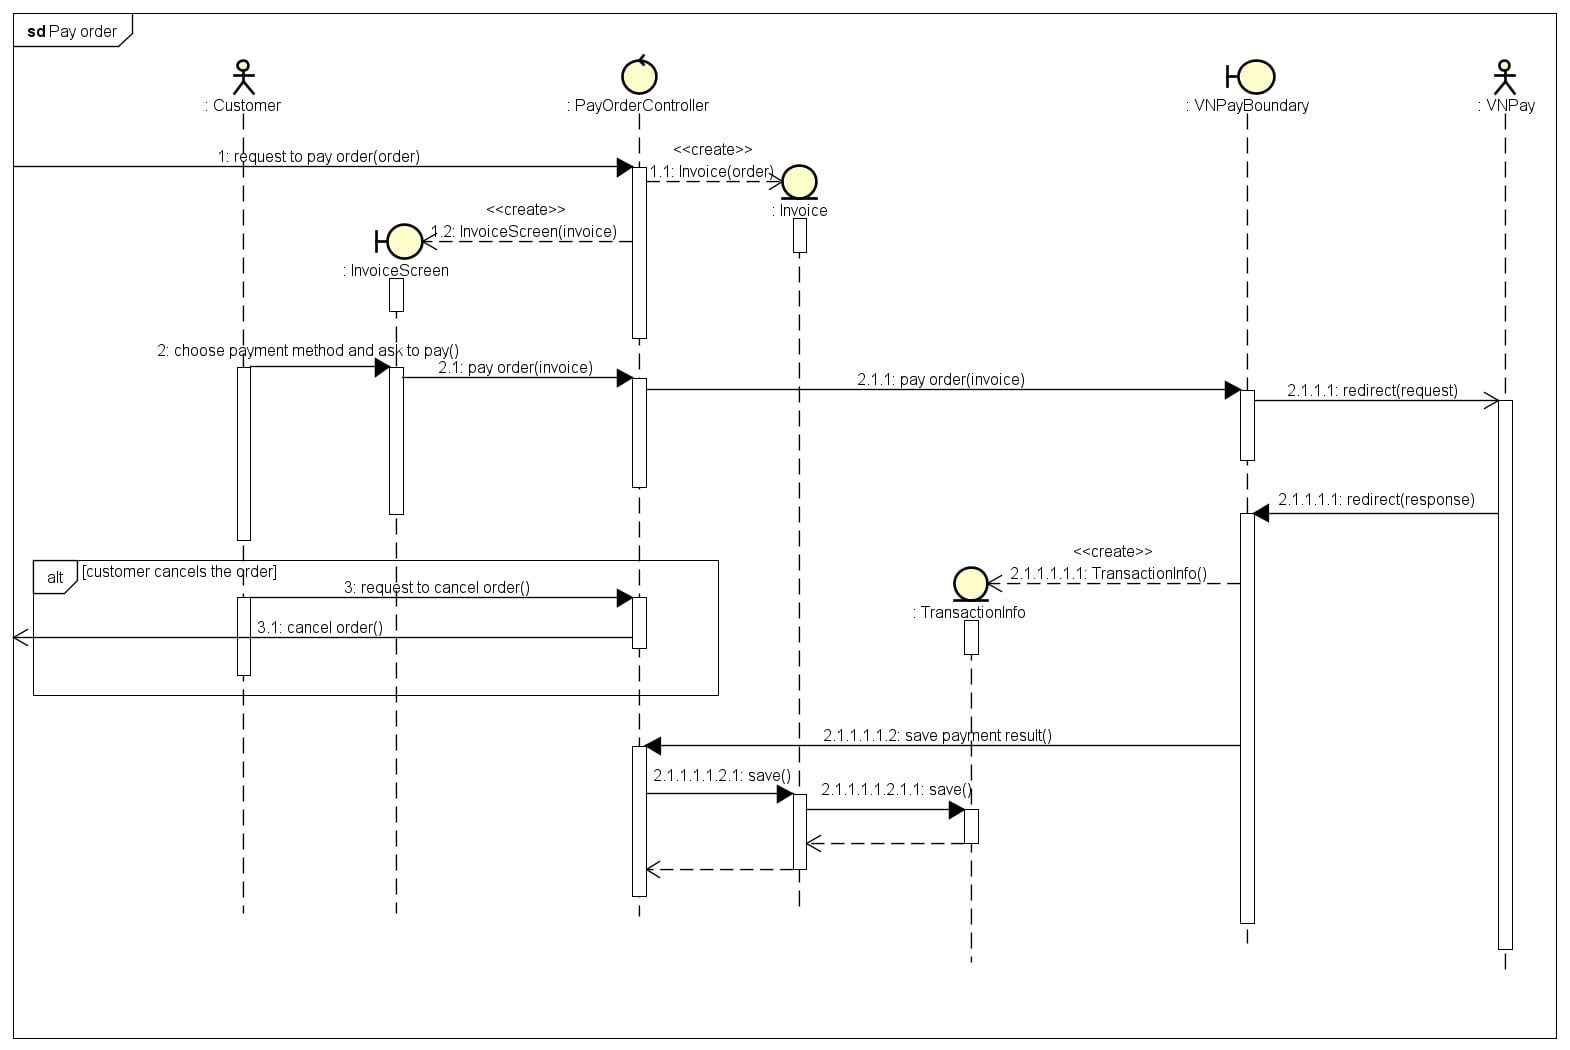 sd Pay order
: Customer
: PayOrderController
: VNPayBoundary
: VNPay
1: request to pay order(order)
<<create>>
1.1: Invoice(order)
: Invoice
<<create>>
1.2: InvoiceScreen(invoice)
: InvoiceScreen
2: choose payment method and ask to pay()
2.1: pay order(invoice)
2.1.1: pay order(invoice)
2.1.1.1: redirect(request)
2.1.1.1.1: redirect(response)
<<create>>
2.1.1.1.1.1: TransactionInfo()
: TransactionInfo
alt
[customer cancels the order]
3: request to cancel order()
3.1: cancel order()
2.1.1.1.1.2: save payment result()
2.1.1.1.1.2.1: save()
2.1.1.1.1.2.1.1: save()